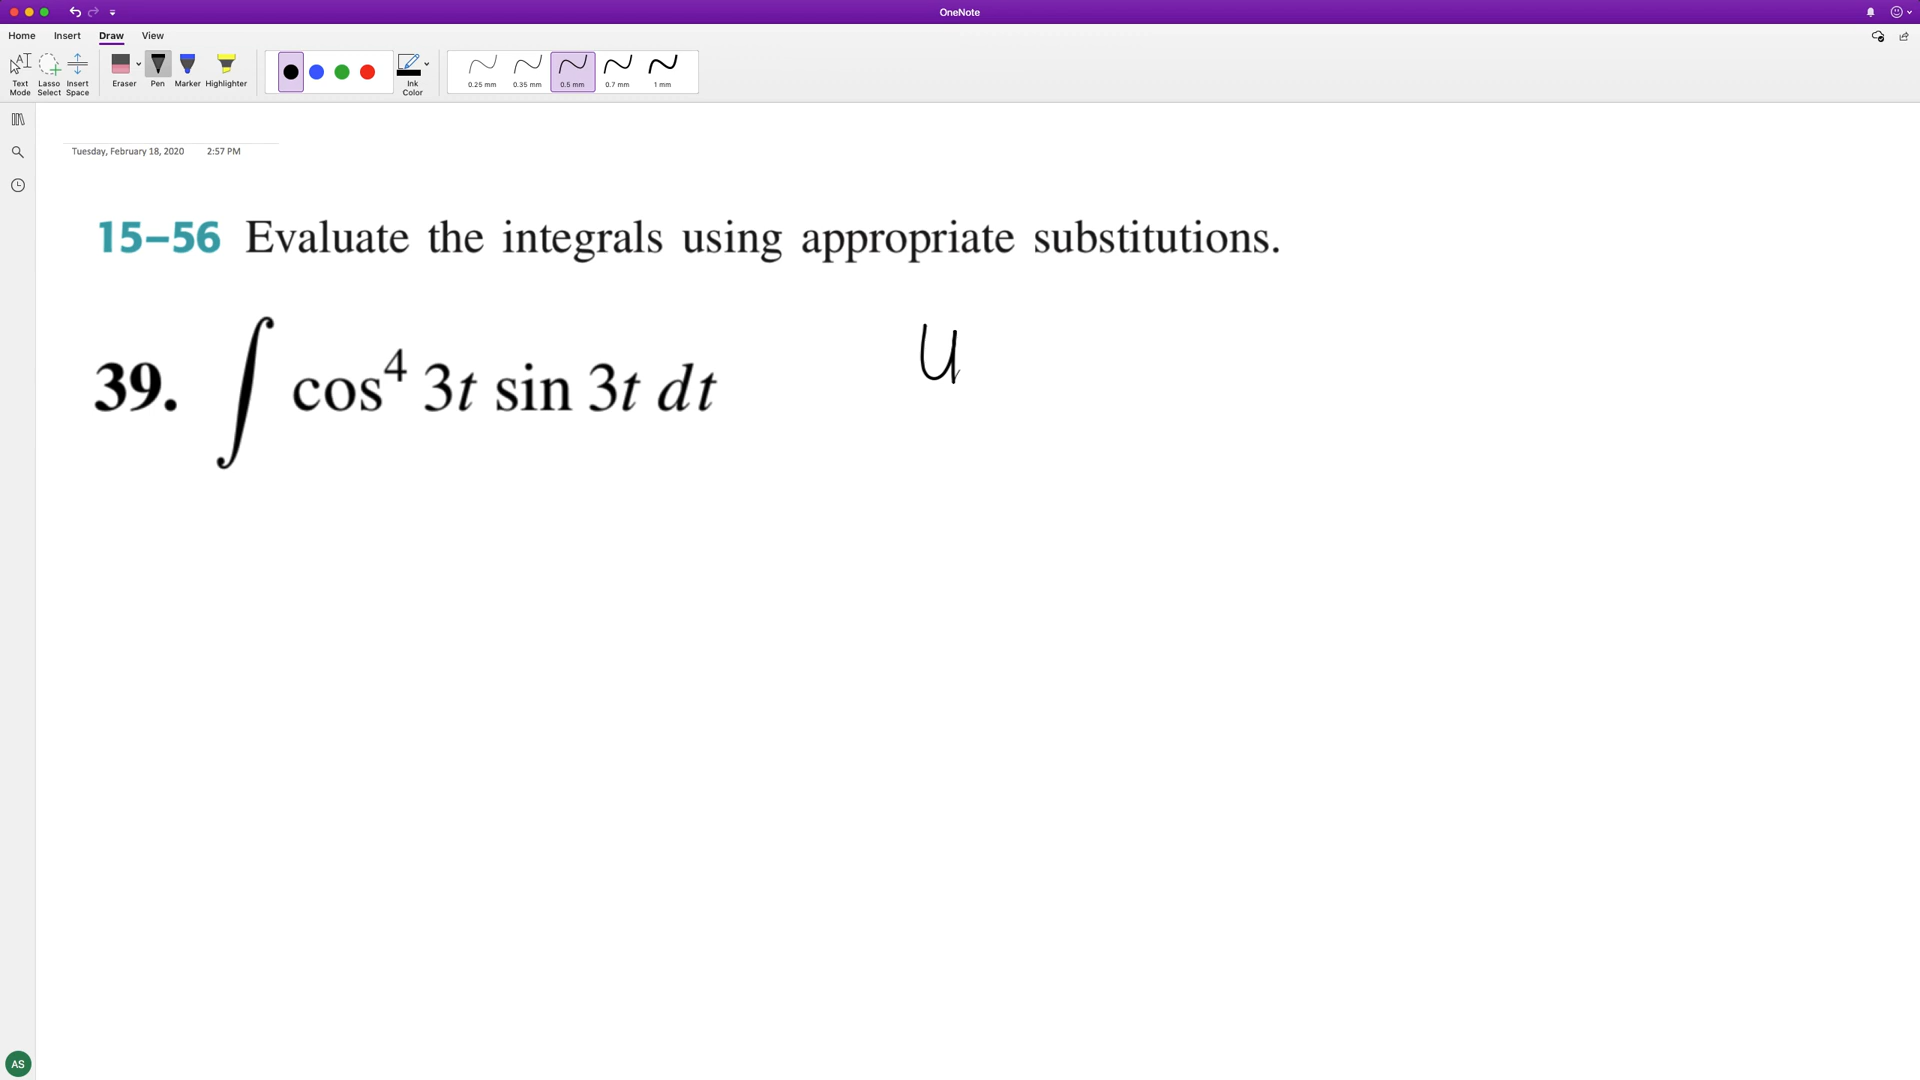 OneNote
Home Insert Draw View
Text Mode Lasso Select Insert Space Eraser Pen Marker Highlighter Ink Color 0.25 mm 0.35 mm 0.5 mm 0.7 mm 1 mm
Tuesday, February 18, 2020 2:57 PM
15–56 Evaluate the integrals using appropriate substitutions.
39. ∫ cos⁴ 3t sin 3t dt u
AS